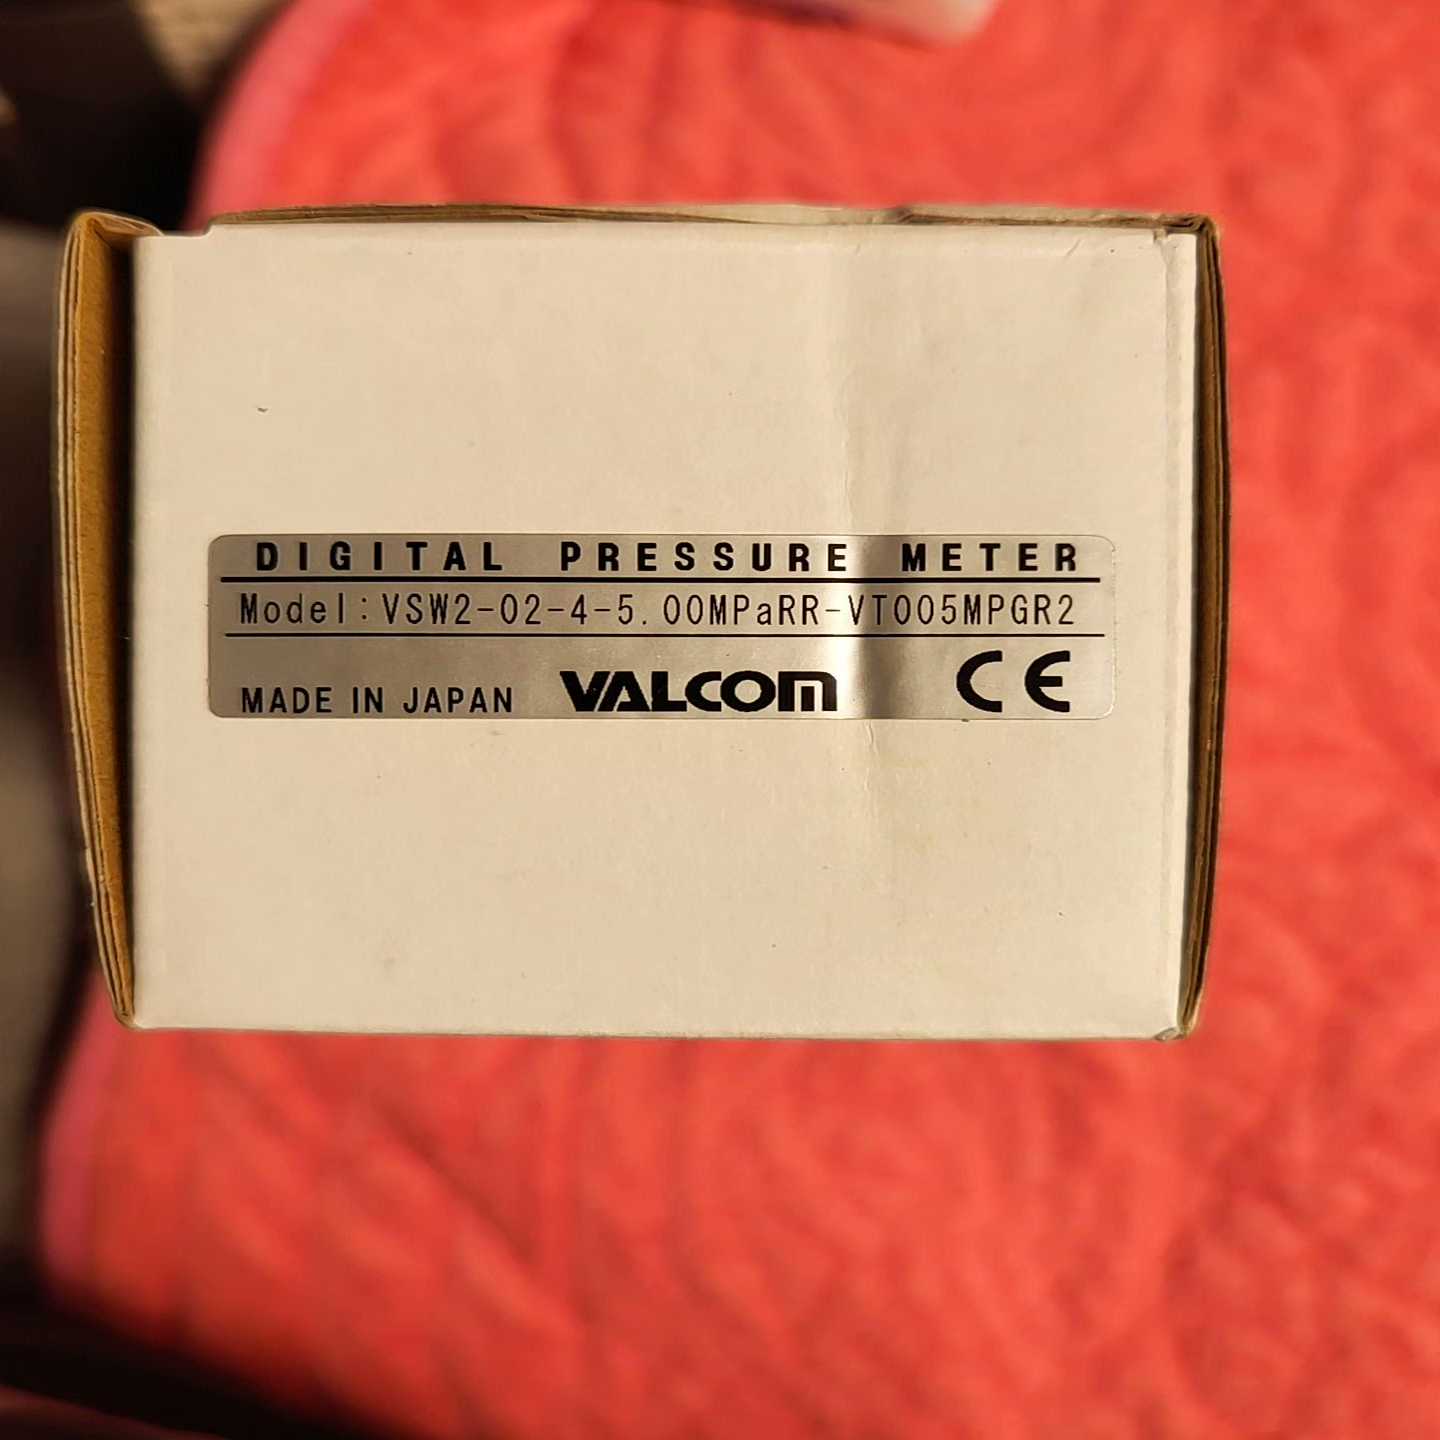 DIGITAL PRESSURE METER
Model:VSW2-02-4-5.00MPaRR-VT005MPGR2
MADE IN JAPAN VALCOM CE